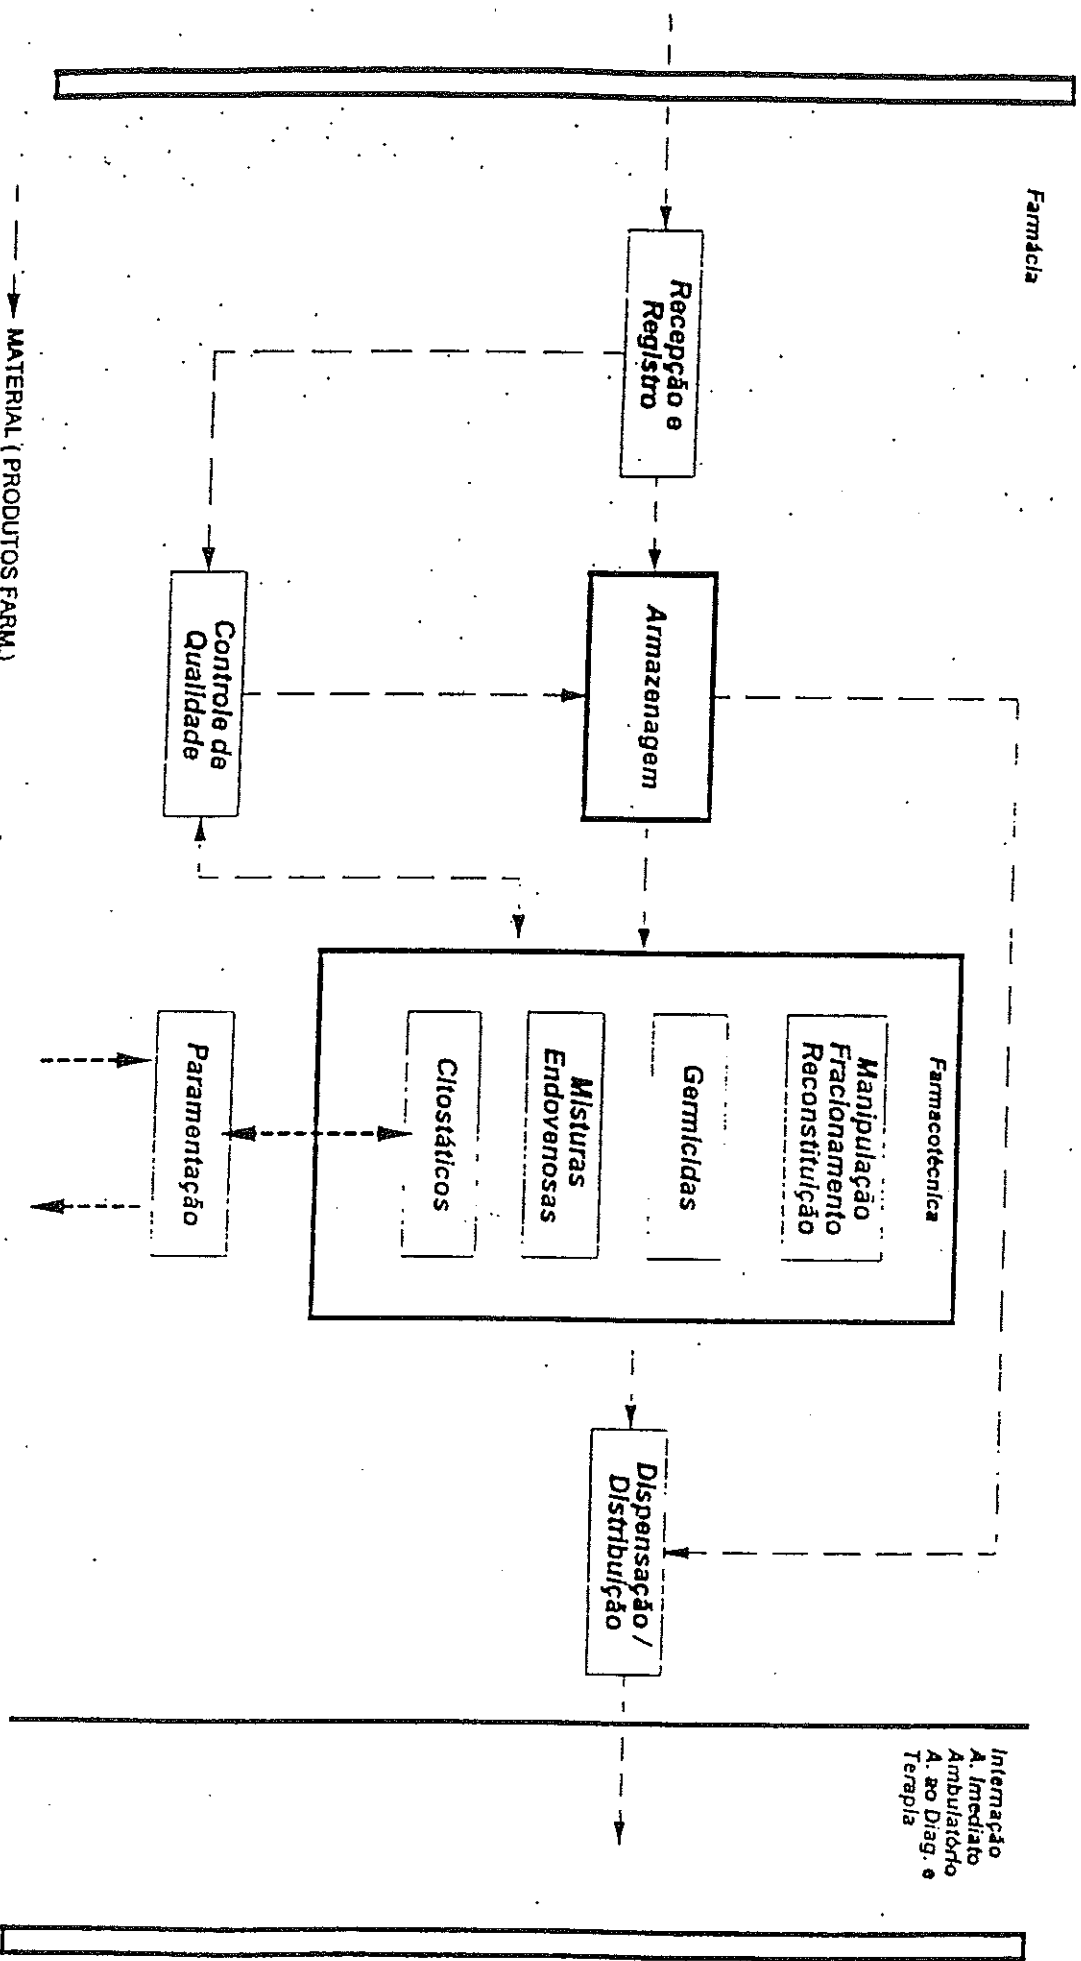 Farmácia
Internação
A. Imediato
Ambulatório
A. ao Diag. e
Terapia
Farmacotécnica
Manipulação
Fracionamento
Reconstituição
Germicidas
Recepção e
Registro
Armazenagem
Misturas
Endovenosas
Dispensação /
Distribuição
Citostáticos
Controle de
Qualidade
Paramentação
MATERIAL ( PRODUTOS FARM.)